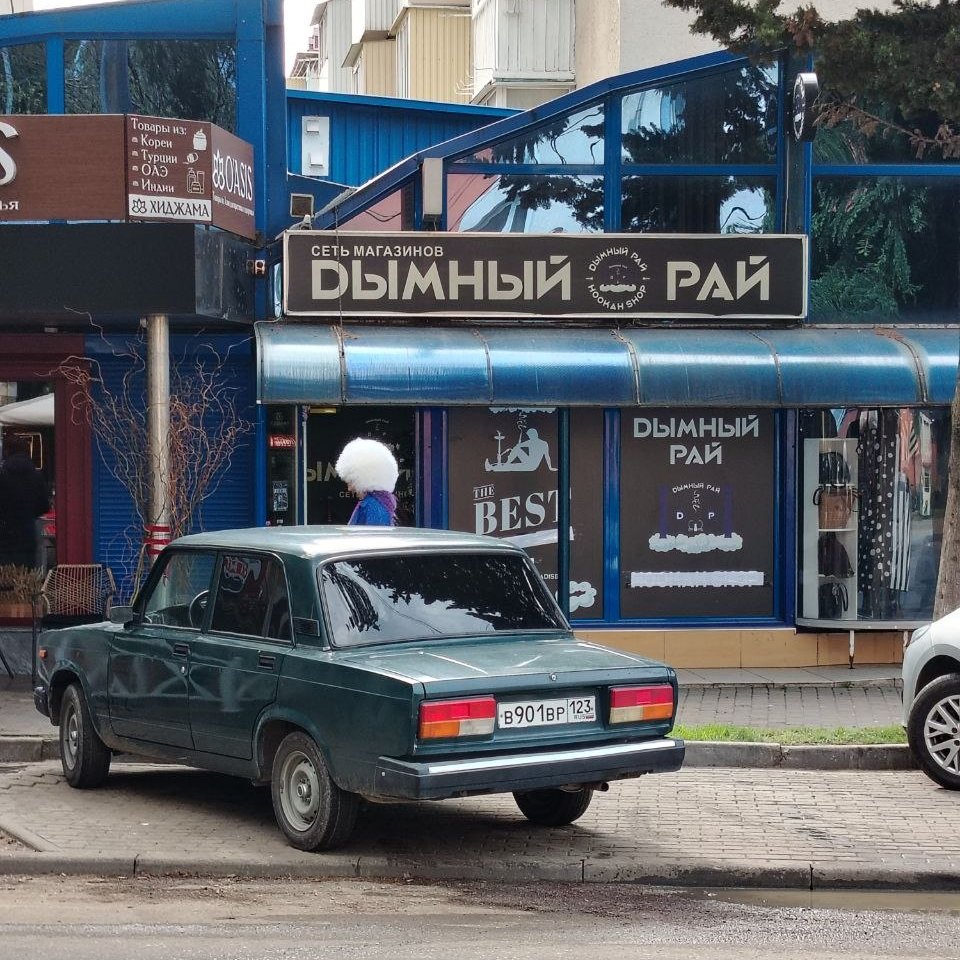 S
ья
Товары из:
- Кореи
- Турции
- ОАЭ
- Индии
ХИДЖАМА
OASIS
СЕТЬ МАГАЗИНОВ
ДЫМНЫЙ РАЙ
ДЫМНЫЙ РАЙ
HOOKAH SHOP
THE
BEST
ДЫМНЫЙ
РАЙ
ДЫМНЫЙ РАЙ
D P
В901ВР 123
RUS